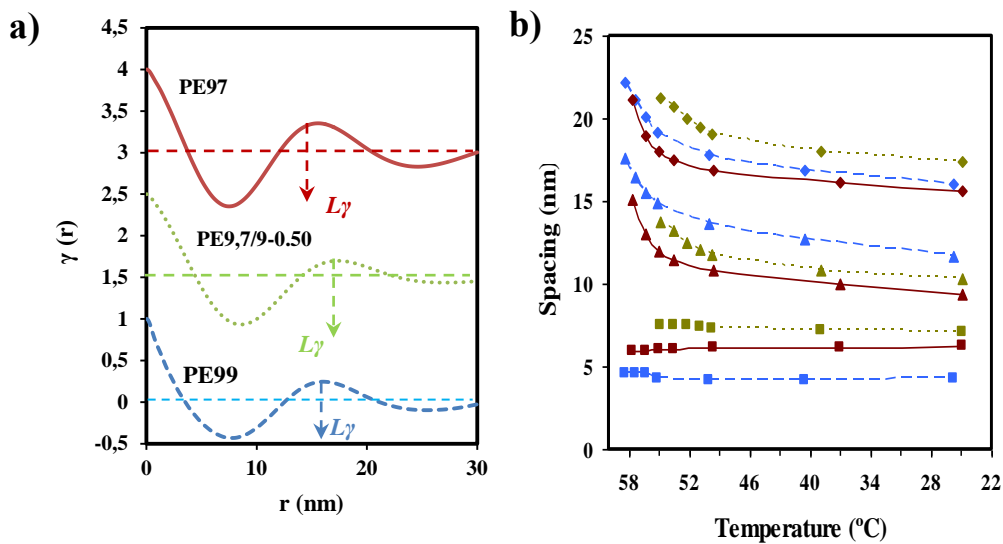 a)
4,5
4
3,5
3
2,5
2
1,5
1
0,5
0
-0,5
γ (r)
PE97
Lγ
PE9,7/9-0.50
Lγ
PE99
Lγ
0
10
20
30
r (nm)
b)
25
20
15
10
5
0
Spacing (nm)
58
52
46
40
34
28
22
Temperature (ºC)